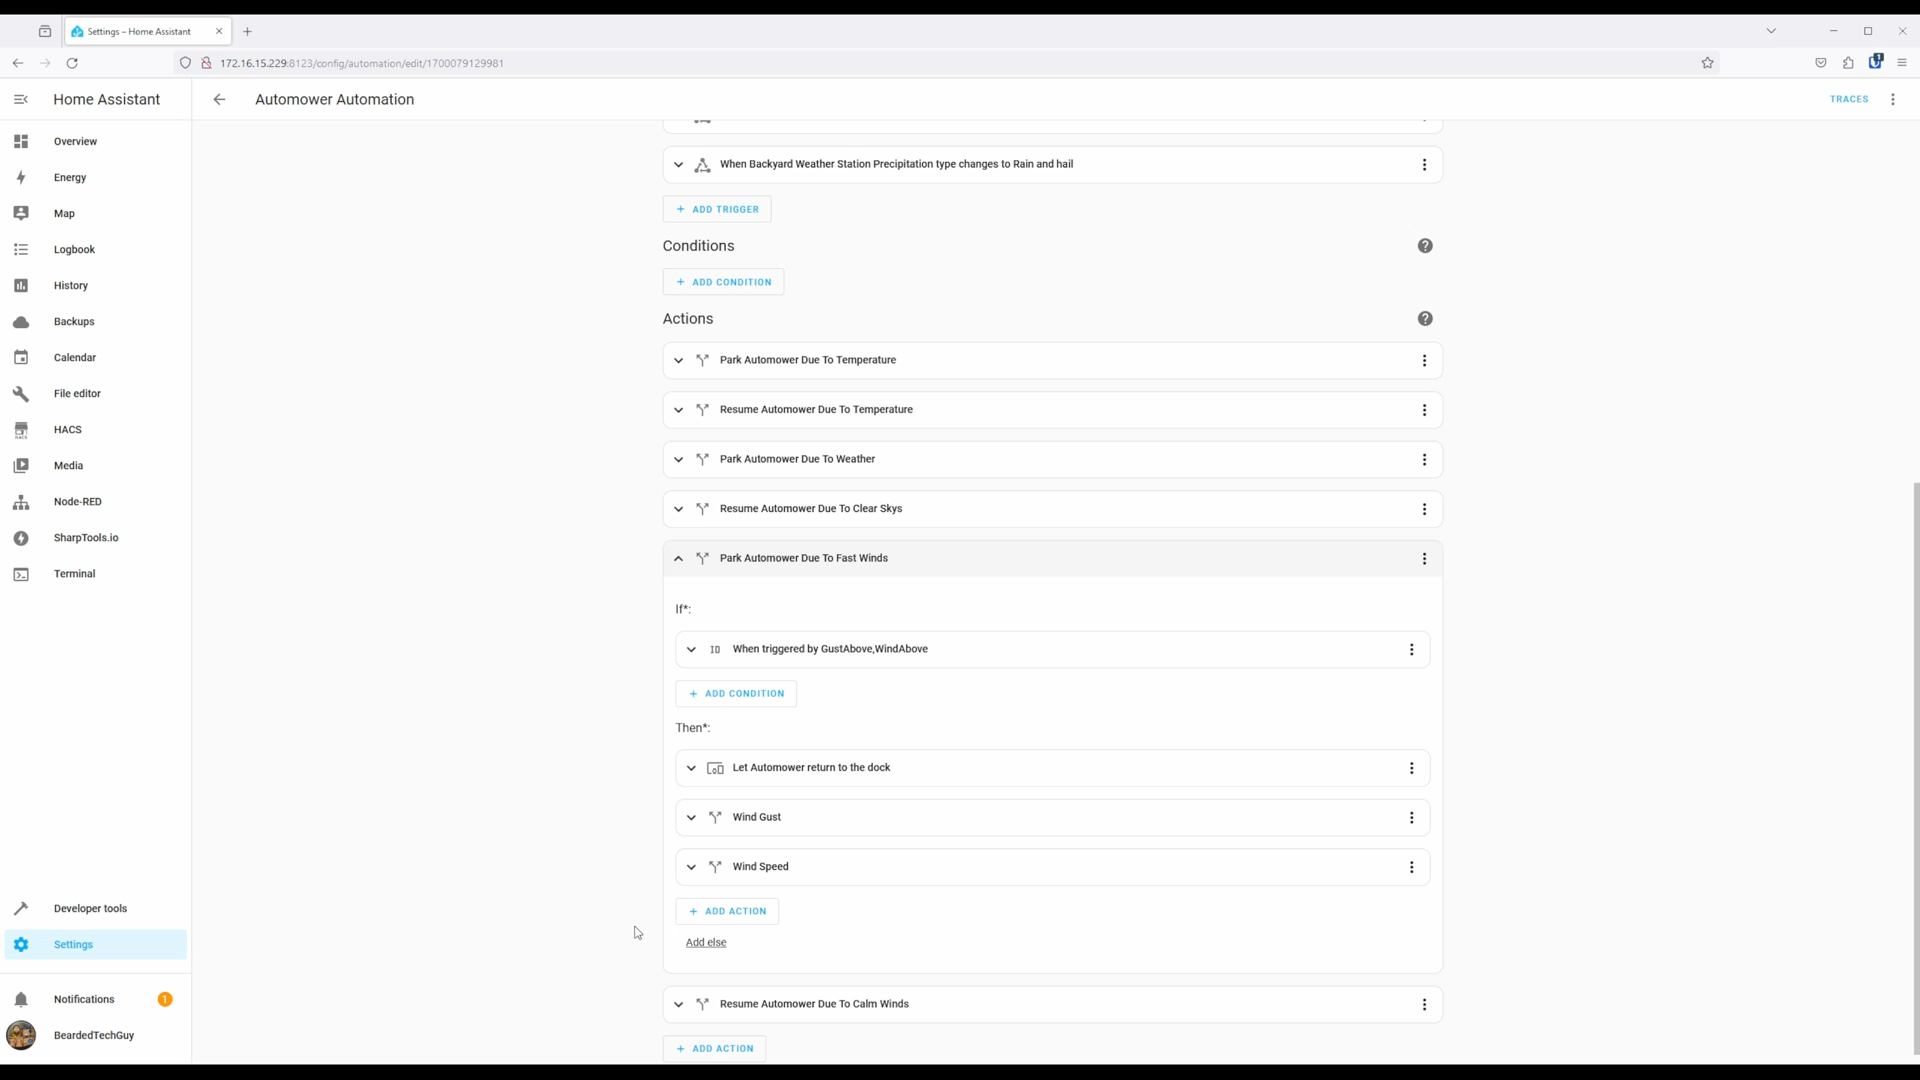 Settings – Home Assistant
172.16.15.229:8123/config/automation/edit/1700079129981
1
Home Assistant
Automower Automation
TRACES
Overview
Energy
Map
Logbook
History
Backups
Calendar
File editor
HACS
HACS
Media
Node-RED
SharpTools.io
Terminal
Developer tools
Settings
Notifications
1
BeardedTechGuy
When Backyard Weather Station Precipitation type changes to Rain and hail
+ ADD TRIGGER
Conditions
?
+ ADD CONDITION
Actions
?
Park Automower Due To Temperature
Resume Automower Due To Temperature
Park Automower Due To Weather
Resume Automower Due To Clear Skys
Park Automower Due To Fast Winds
If*:
ID When triggered by GustAbove,WindAbove
+ ADD CONDITION
Then*:
Let Automower return to the dock
Wind Gust
Wind Speed
+ ADD ACTION
Add else
Resume Automower Due To Calm Winds
+ ADD ACTION